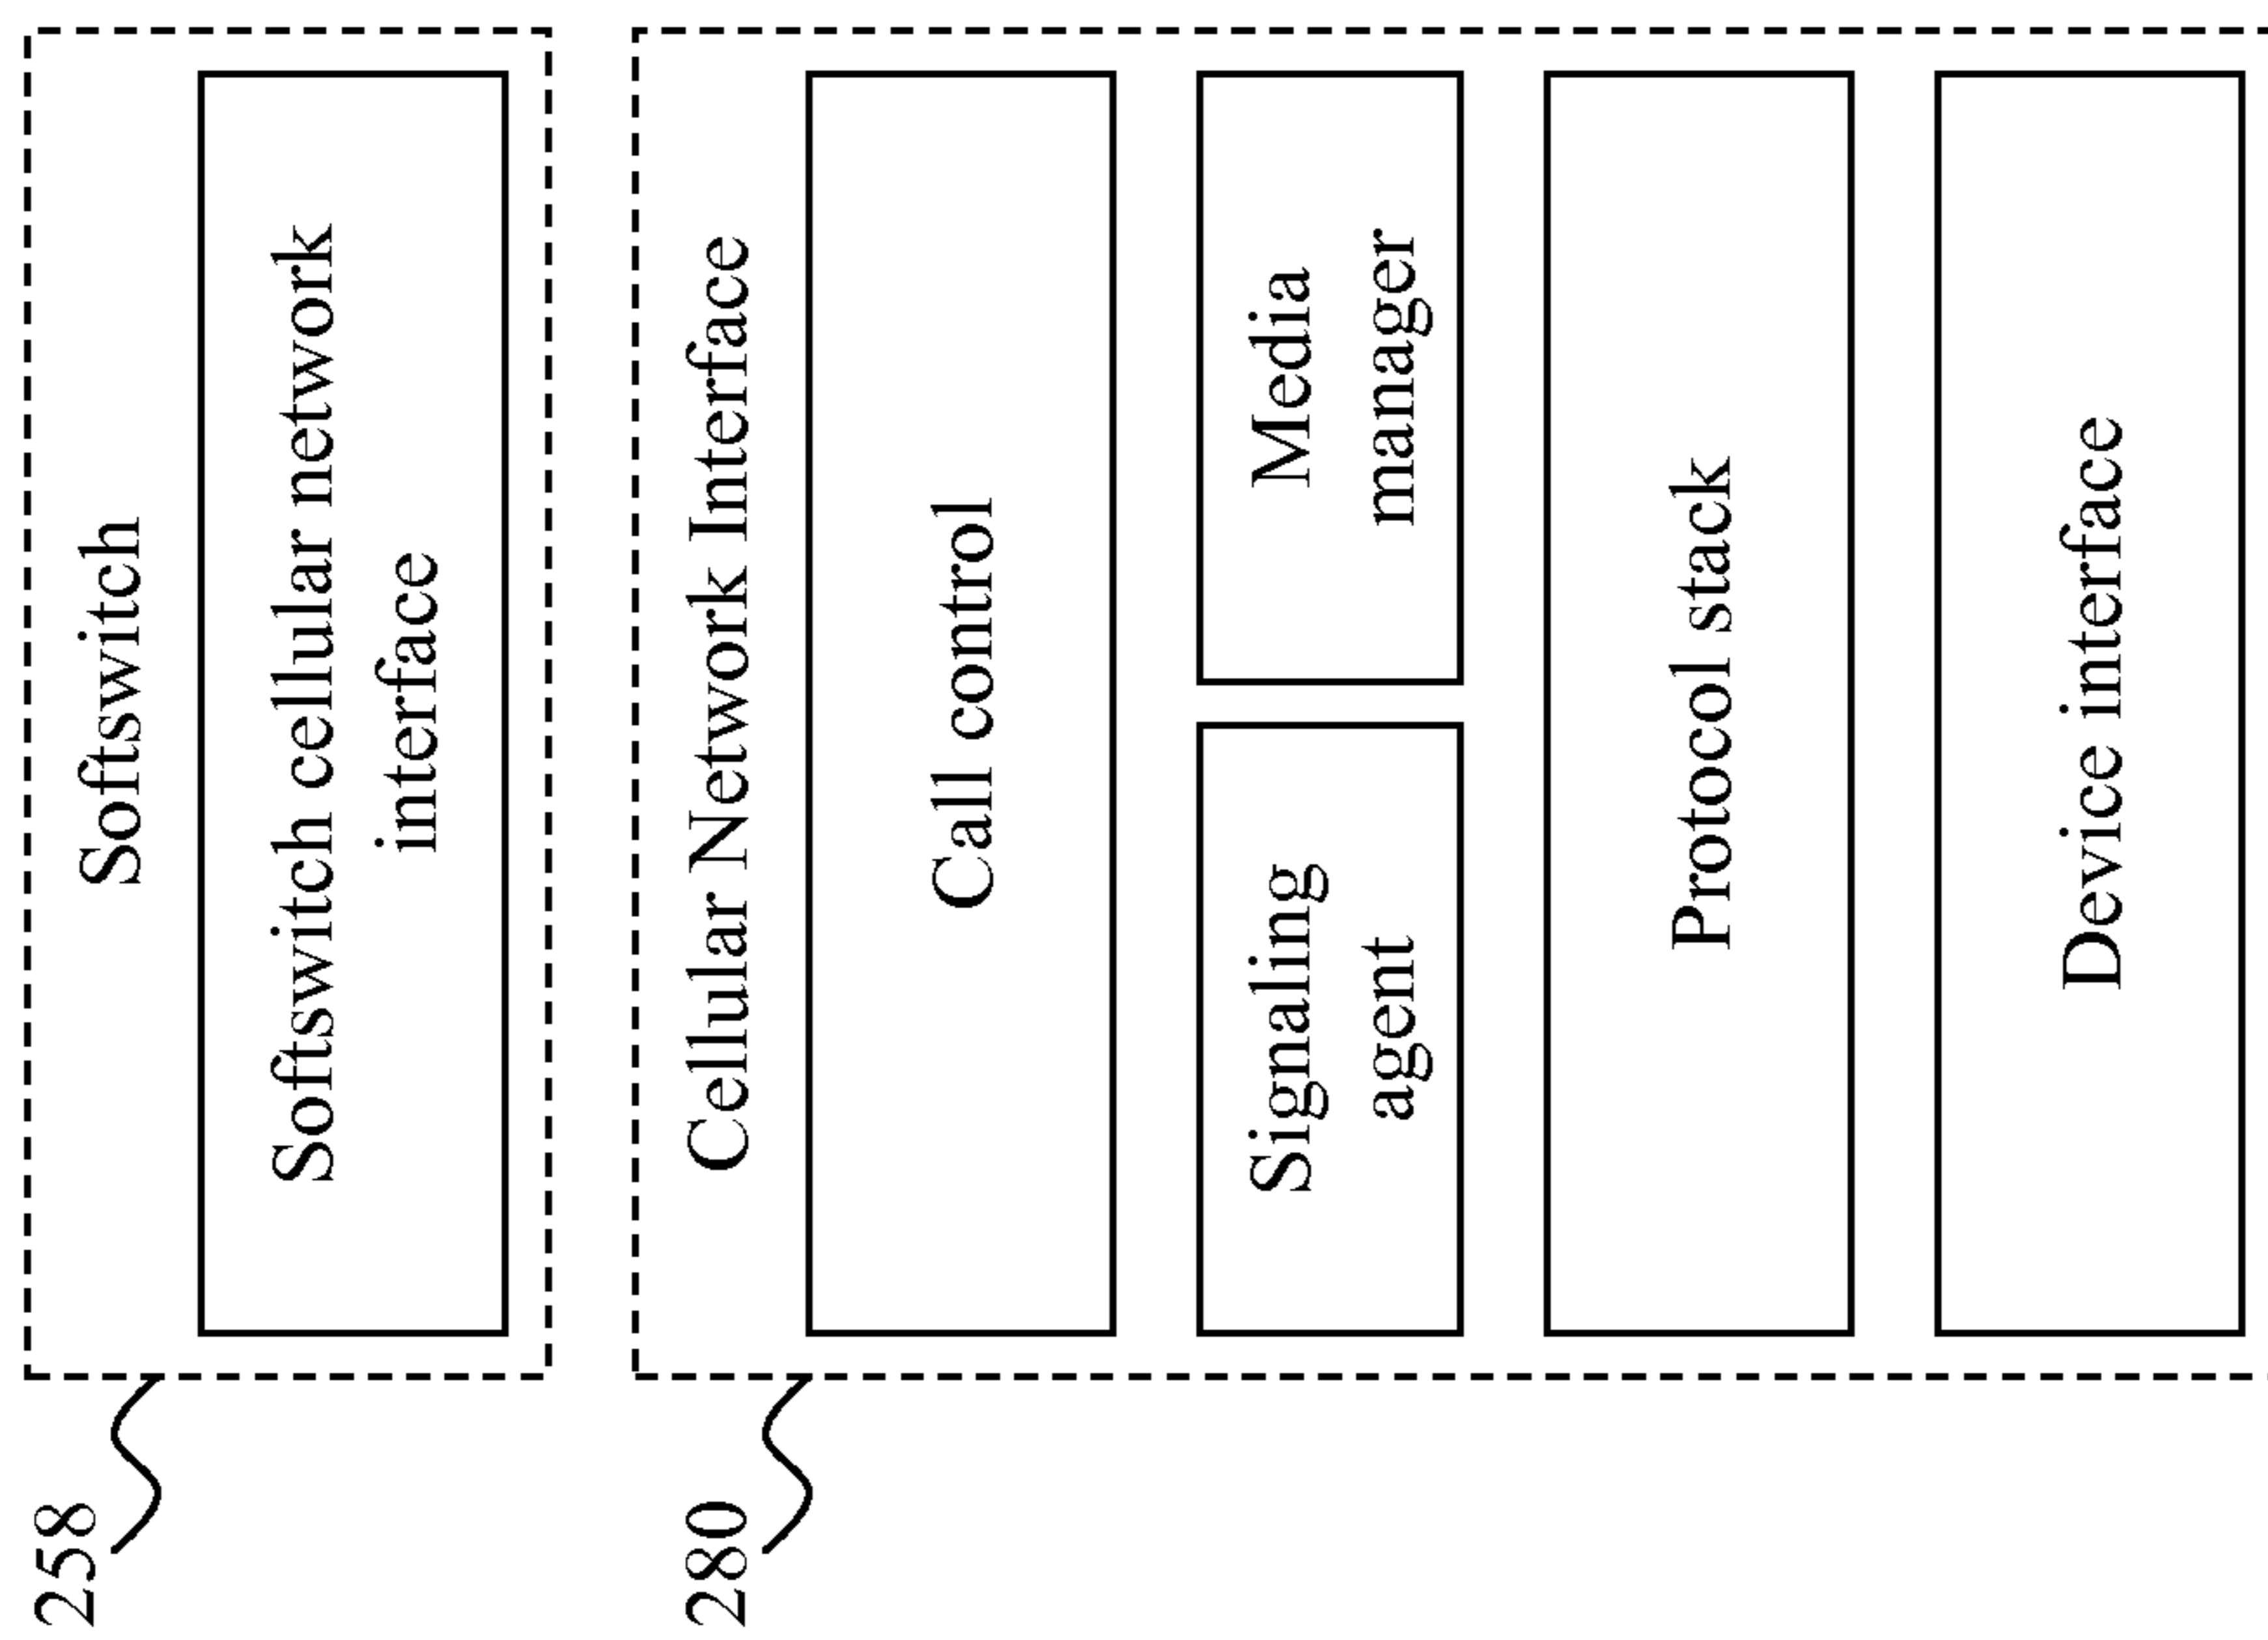 258
Softswitch
Softswitch cellular network
interface
280
Cellular Network Interface
Call control
Signaling
agent
Media
manager
Protocol stack
Device interface